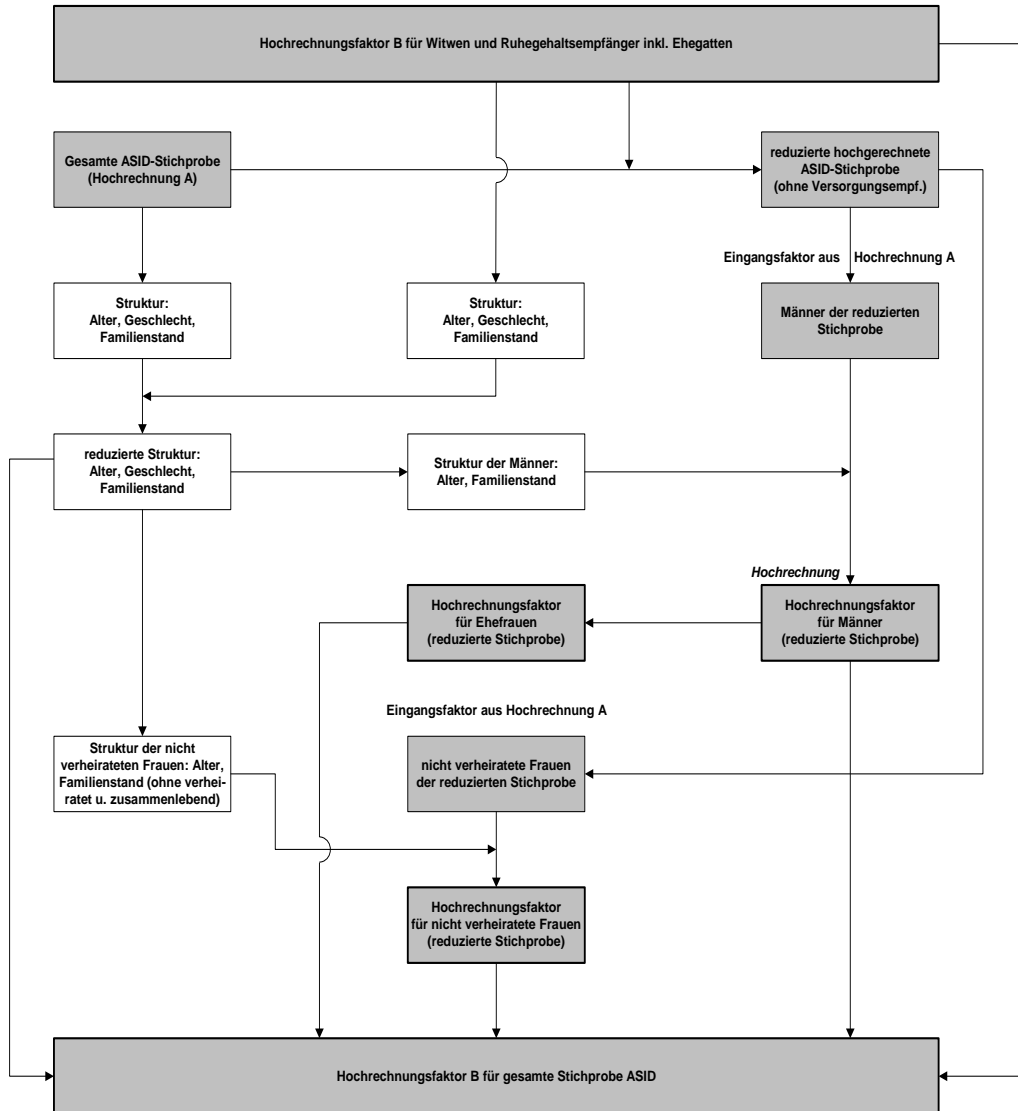 Hochrechnungsfaktor B für Witwen und Ruhegehaltsempfänger inkl. Ehegatten
Gesamte ASID-Stichprobe
(Hochrechnung A)
reduzierte hochgerechnete
ASID-Stichprobe
(ohne Versorgungsempf.)
Eingangsfaktor aus Hochrechnung A
Struktur:
Alter, Geschlecht,
Familienstand
Struktur:
Alter, Geschlecht,
Familienstand
Männer der reduzierten
Stichprobe
reduzierte Struktur:
Alter, Geschlecht,
Familienstand
Struktur der Männer:
Alter, Familienstand
Hochrechnung
Hochrechnungsfaktor
für Ehefrauen
(reduzierte Stichprobe)
Hochrechnungsfaktor
für Männer
(reduzierte Stichprobe)
Eingangsfaktor aus Hochrechnung A
Struktur der nicht
verheirateten Frauen: Alter,
Familienstand (ohne verhei-
ratet u. zusammenlebend)
nicht verheiratete Frauen
der reduzierten Stichprobe
Hochrechnungsfaktor
für nicht verheiratete Frauen
(reduzierte Stichprobe)
Hochrechnungsfaktor B für gesamte Stichprobe ASID